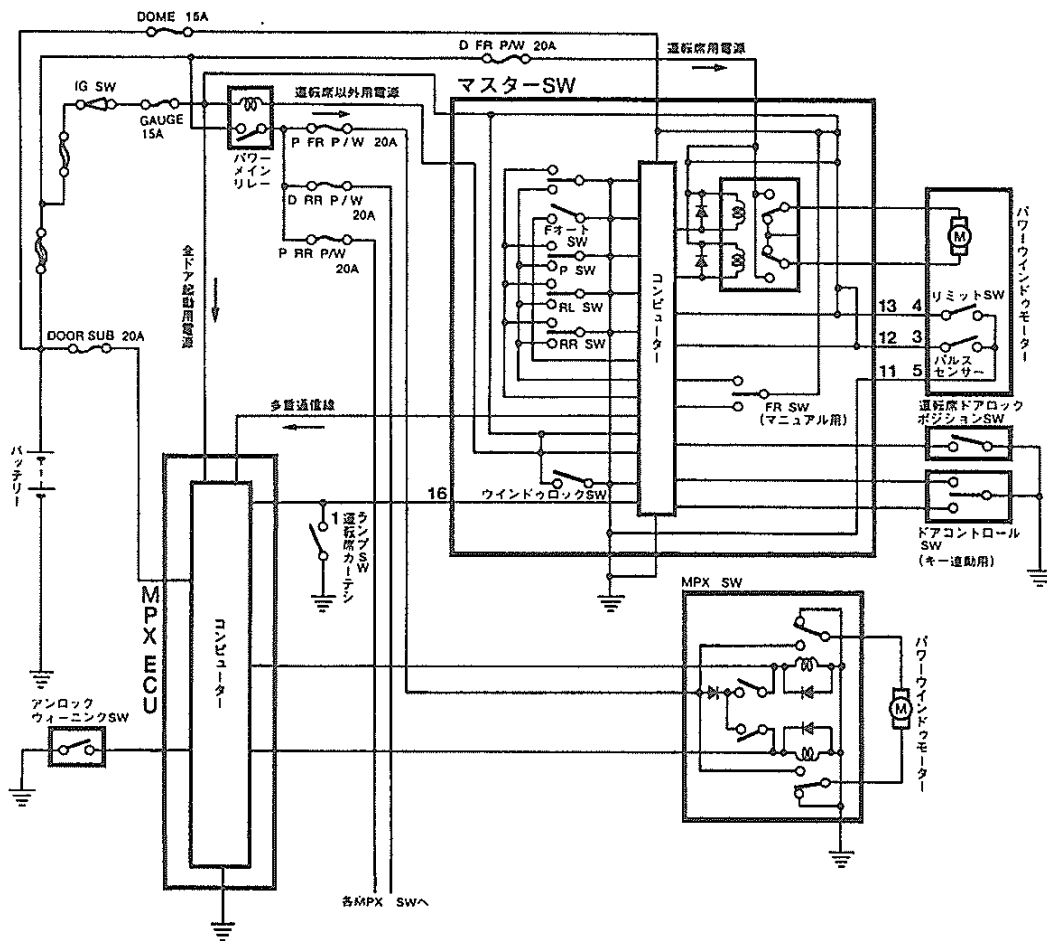 DOME 15A
D FR P/W 20A
運転席用電源
IG SW
GAUGE
15A
運転席以外用電源
マスターSW
P FR P/W 20A
パワー
メイン
リレー
D RR P/W
20A
P RR P/W
20A
全ドア起動用電源
Fオート
SW
P SW
RL SW
RR SW
コンピューター
パワーウインドゥモーター
M
13 4
リミットSW
12 3
パルス
センサー
11 5
DOOR SUB 20A
FR SW
(マニュアル用)
運転席ドアロック
ポジションSW
多重通信線
バッテリー
16
ウインドゥロックSW
1
運転席カーテシ
ランプSW
ドアコントロール
SW
(キー連動用)
MPX ECU
コンピューター
MPX SW
パワーウインドゥモーター
M
アンロック
ウォーニングSW
各MPX SWへ